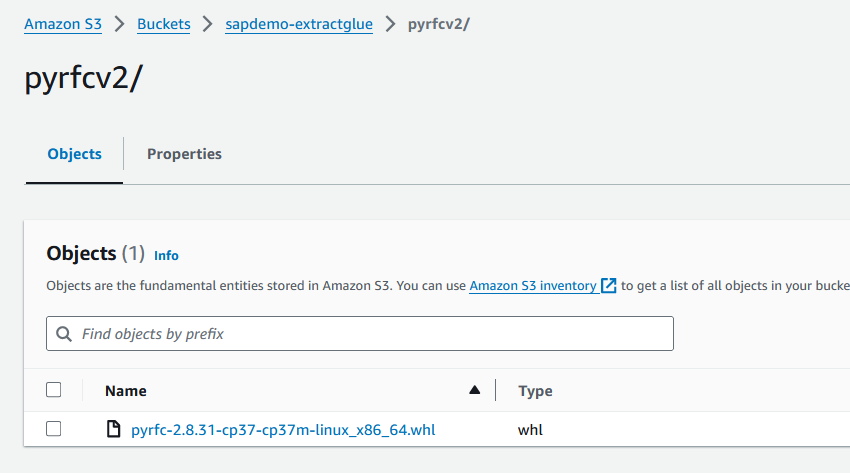 Amazon S3 > Buckets > sapdemo-extractglue > pyrfcv2/
pyrfcv2/
Objects Properties
Objects (1) Info
Objects are the fundamental entities stored in Amazon S3. You can use Amazon S3 inventory to get a list of all objects in your bucke
Find objects by prefix
Name Type
pyrfc-2.8.31-cp37-cp37m-linux_x86_64.whl whl